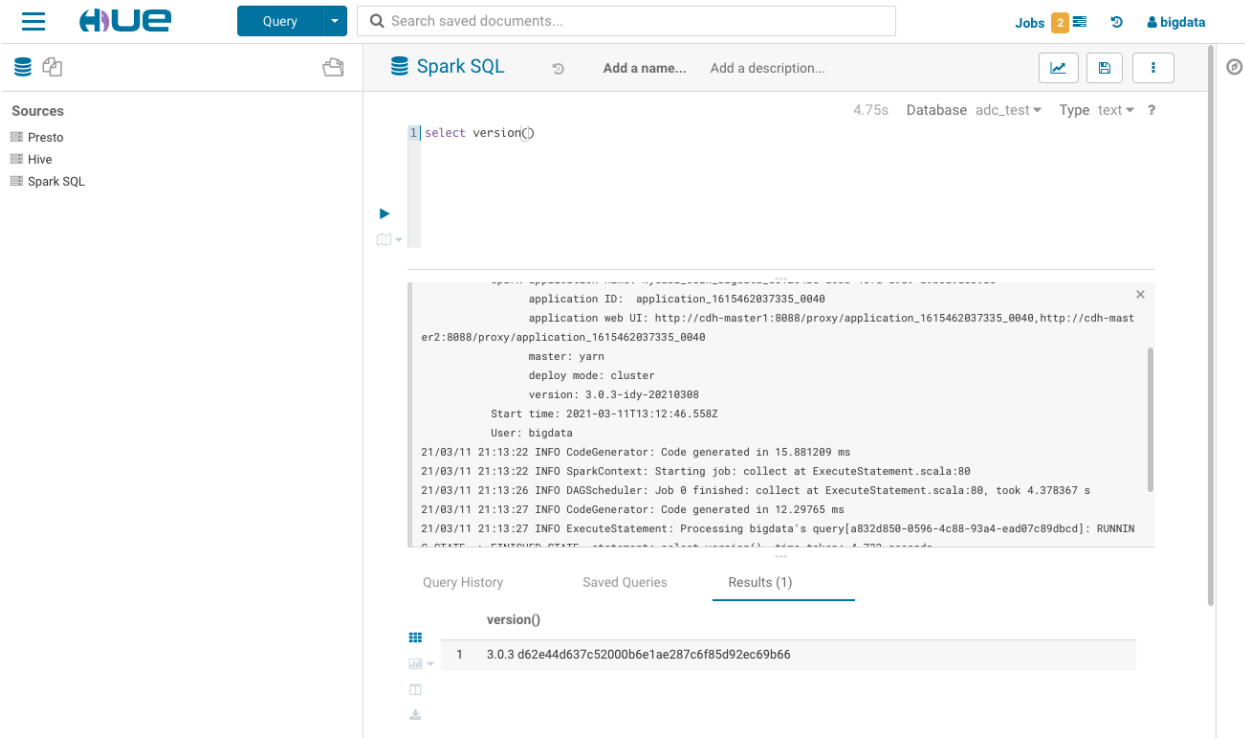 HUE
Query
Search saved documents...
Jobs 2
bigdata
Sources
Presto
Hive
Spark SQL
Spark SQL
Add a name...
Add a description...
4.75s Database adc_test Type text ?
1 select version()
application ID: application_1615462037335_0040
application web UI: http://cdh-master1:8088/proxy/application_1615462037335_0040,http://cdh-mast
er2:8088/proxy/application_1615462037335_0040
master: yarn
deploy mode: cluster
version: 3.0.3-idy-20210308
Start time: 2021-03-11T13:12:46.558Z
User: bigdata
21/03/11 21:13:22 INFO CodeGenerator: Code generated in 15.881209 ms
21/03/11 21:13:22 INFO SparkContext: Starting job: collect at ExecuteStatement.scala:80
21/03/11 21:13:26 INFO DAGScheduler: Job 0 finished: collect at ExecuteStatement.scala:80, took 4.378367 s
21/03/11 21:13:27 INFO CodeGenerator: Code generated in 12.29765 ms
21/03/11 21:13:27 INFO ExecuteStatement: Processing bigdata's query[a832d850-0596-4c88-93a4-ead07c89dbcd]: RUNNIN
Query History
Saved Queries
Results (1)
version()
1 3.0.3 d62e44d637c52000b6e1ae287c6f85d92ec69b66